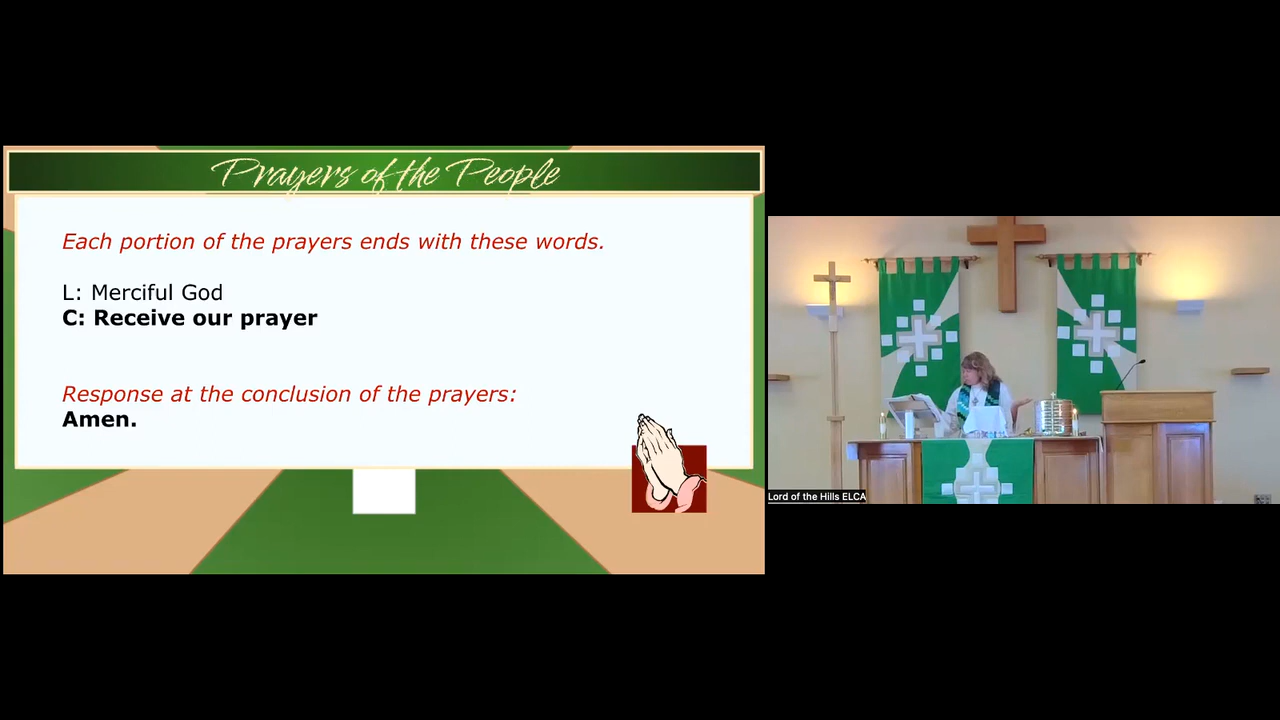 Prayers of the People
Each portion of the prayers ends with these words.
L: Merciful God
C: Receive our prayer
Response at the conclusion of the prayers:
Amen.
Lord of the Hills ELCA